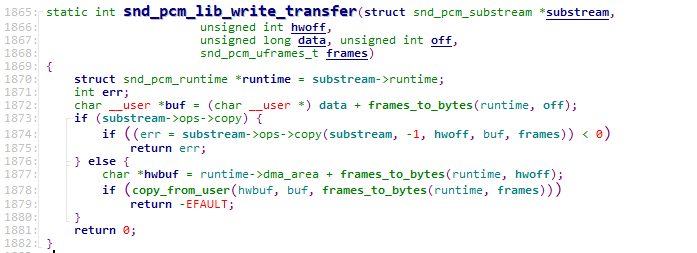 1865: static int snd_pcm_lib_write_transfer(struct snd_pcm_substream *substream,
1866: unsigned int hwoff,
1867: unsigned long data, unsigned int off,
1868: snd_pcm_uframes_t frames)
1869: {
1870: struct snd_pcm_runtime *runtime = substream->runtime;
1871: int err;
1872: char __user *buf = (char __user *) data + frames_to_bytes(runtime, off);
1873: if (substream->ops->copy) {
1874: if ((err = substream->ops->copy(substream, -1, hwoff, buf, frames)) < 0)
1875: return err;
1876: } else {
1877: char *hwbuf = runtime->dma_area + frames_to_bytes(runtime, hwoff);
1878: if (copy_from_user(hwbuf, buf, frames_to_bytes(runtime, frames)))
1879: return -EFAULT;
1880: }
1881: return 0;
1882: }